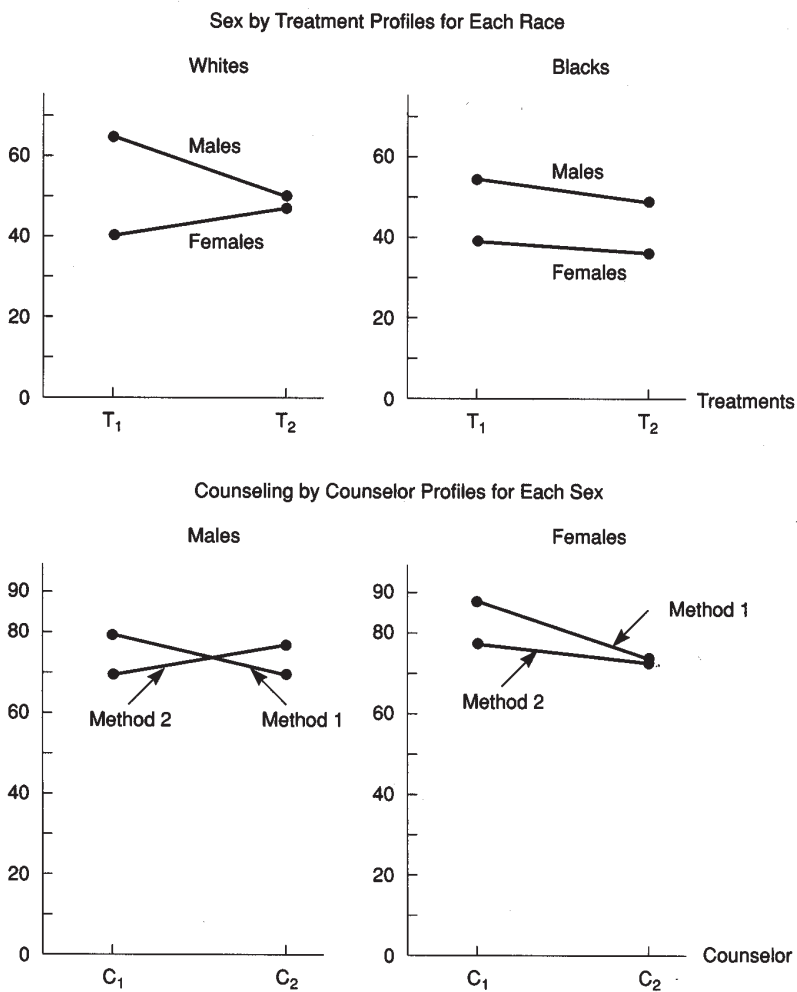 Sex by Treatment Profiles for Each Race
Whites
Blacks
60
40
20
0
Males
Females
T₁
T₂
60
40
20
0
Males
Females
T₁
T₂
Treatments
Counseling by Counselor Profiles for Each Sex
Males
Females
90
80
60
40
20
0
Method 2
Method 1
C₁
C₂
90
80
60
40
20
0
Method 1
Method 2
C₁
C₂
Counselor